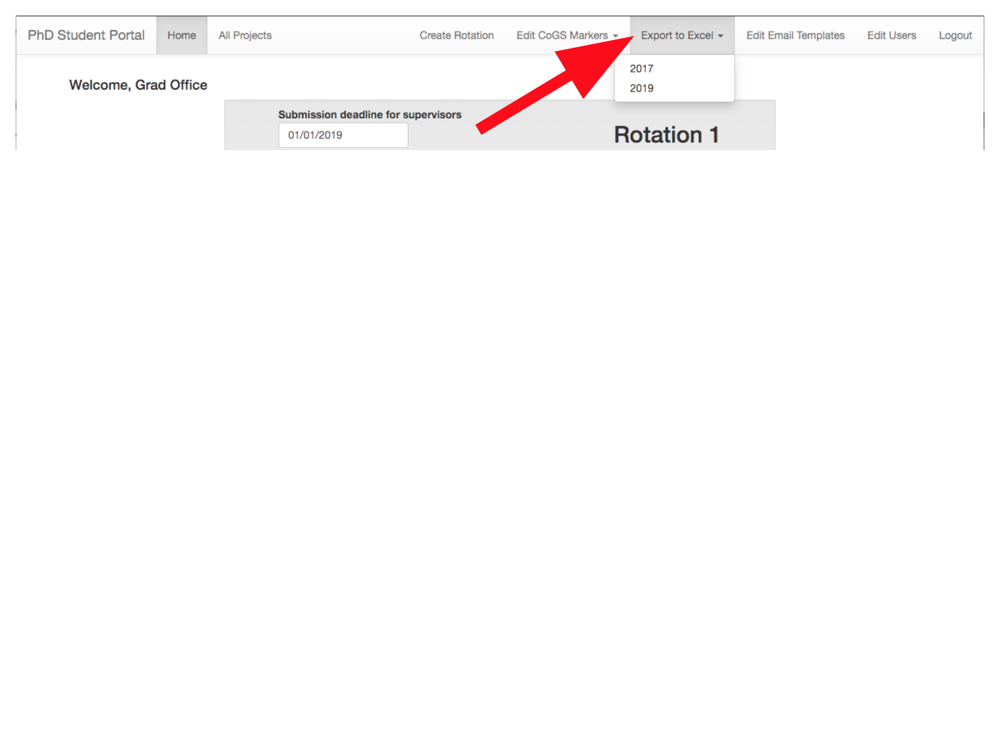 PhD Student Portal Home All Projects Create Rotation Edit CoGS Markers Export to Excel Edit Email Templates Edit Users Logout
2017
2019
Welcome, Grad Office
Submission deadline for supervisors
01/01/2019
Rotation 1